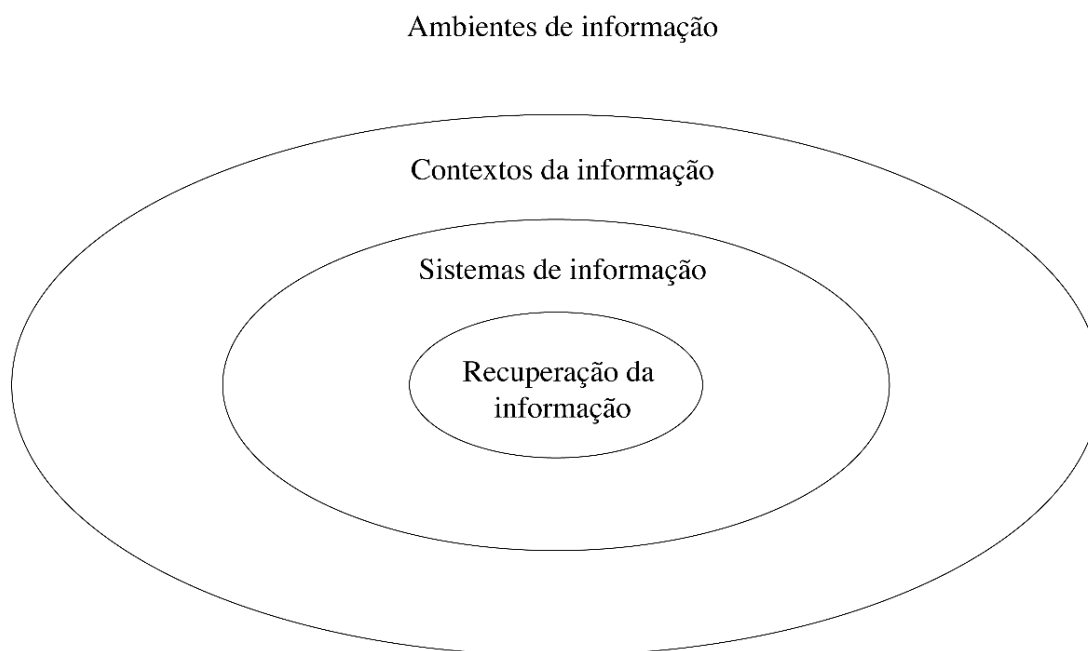 Ambientes de informação
Contextos da informação
Sistemas de informação
Recuperação da
informação